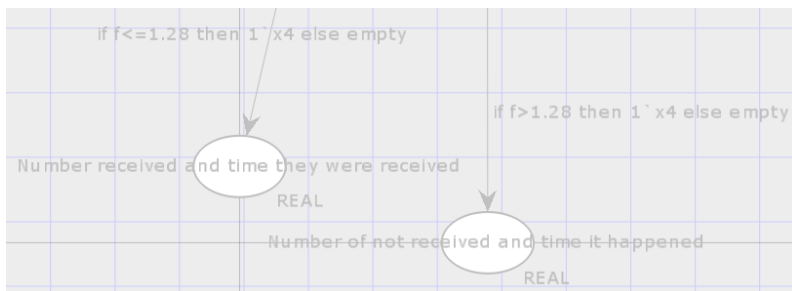 if f<=1.28 then 1`x4 else empty
if f>1.28 then 1`x4 else empty
Number received and time they were received
REAL
Number of not received and time it happened
REAL